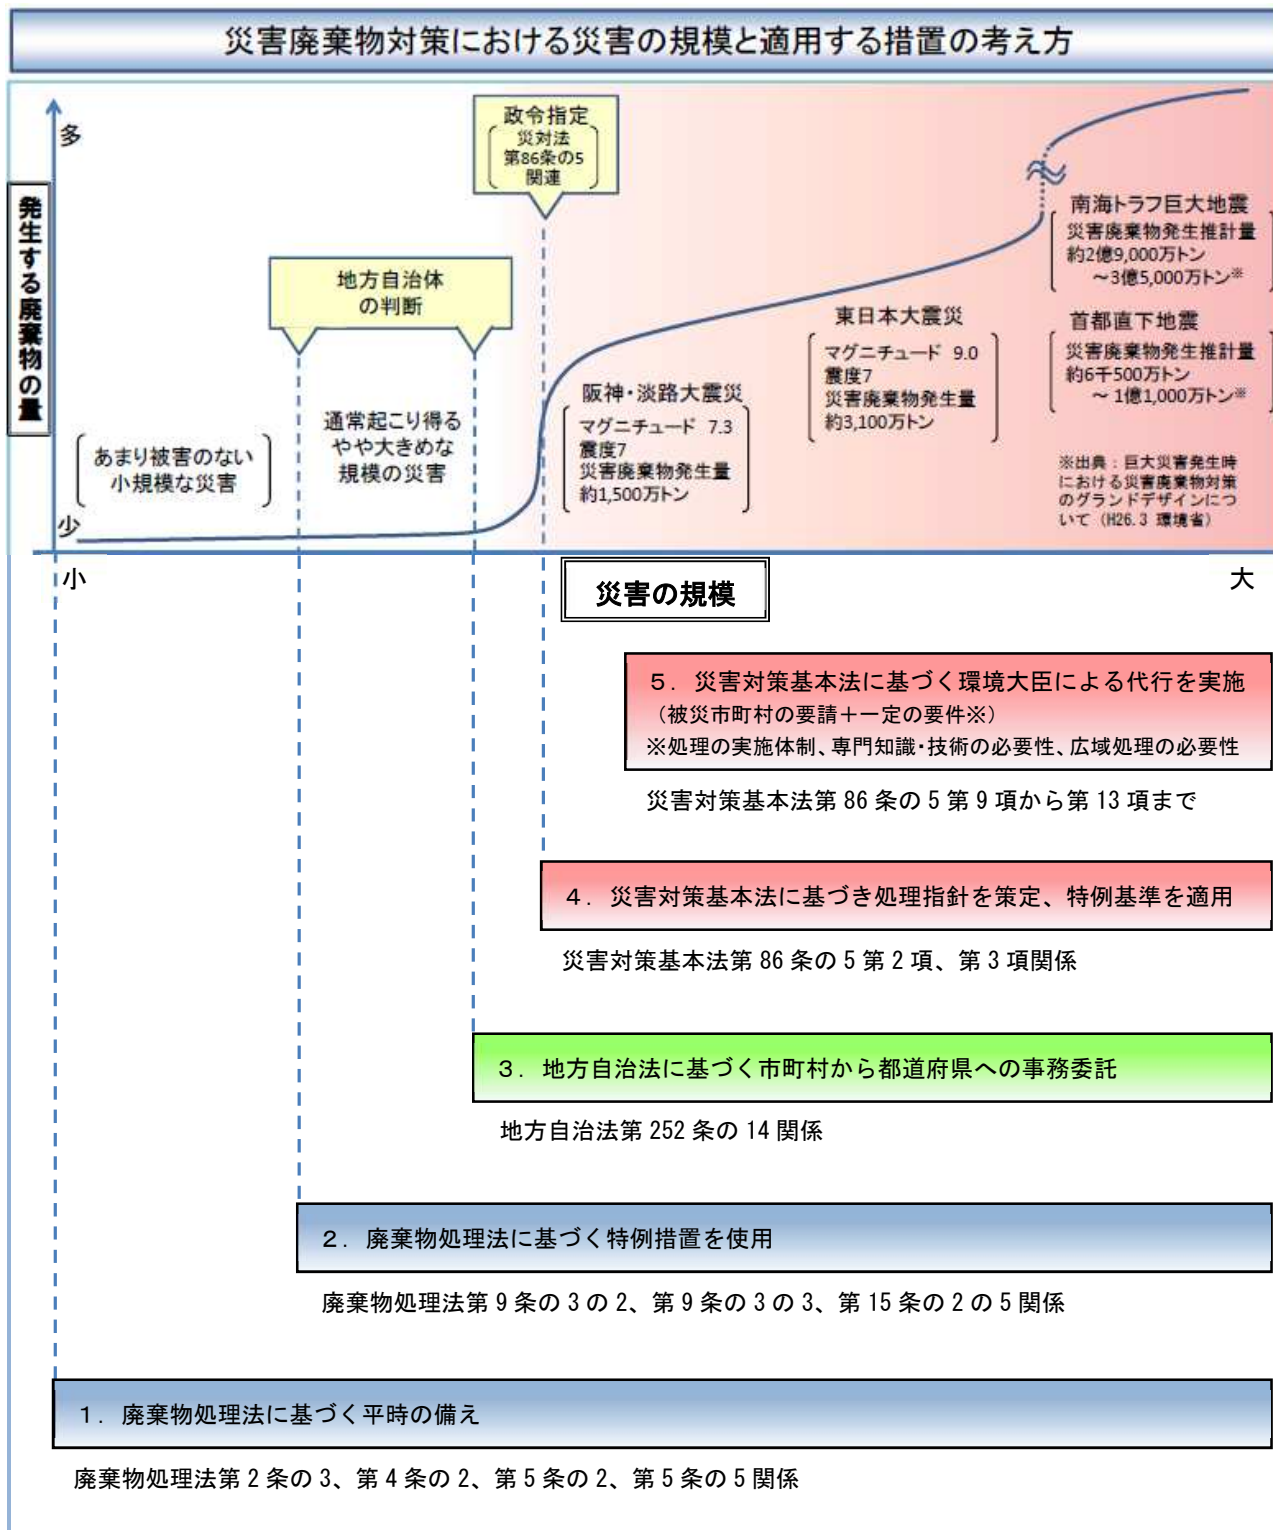 災害廃棄物対策における災害の規模と適用する措置の考え方
多
発生する廃棄物の量
少
政令指定
災対法
第86条の5
関連
地方自治体
の判断
あまり被害のない
小規模な災害
通常起こり得る
やや大きめな
規模の災害
阪神・淡路大震災
マグニチュード 7.3
震度7
災害廃棄物発生量
約1,500万トン
東日本大震災
マグニチュード 9.0
震度7
災害廃棄物発生量
約3,100万トン
南海トラフ巨大地震
災害廃棄物発生推計量
約2億9,000万トン
～3億5,000万トン※
首都直下地震
災害廃棄物発生推計量
約6千500万トン
～ 1億1,000万トン※
※出典：巨大災害発生時
における災害廃棄物対策
のグランドデザインにつ
いて（H26.3 環境省）
小
災害の規模
大
５．災害対策基本法に基づく環境大臣による代行を実施
（被災市町村の要請＋一定の要件※）
※処理の実施体制、専門知識・技術の必要性、広域処理の必要性
災害対策基本法第 86 条の 5 第 9 項から第 13 項まで
４．災害対策基本法に基づき処理指針を策定、特例基準を適用
災害対策基本法第 86 条の 5 第 2 項、第 3 項関係
３．地方自治法に基づく市町村から都道府県への事務委託
地方自治法第 252 条の 14 関係
２．廃棄物処理法に基づく特例措置を使用
廃棄物処理法第 9 条の 3 の 2、第 9 条の 3 の 3、第 15 条の 2 の 5 関係
１．廃棄物処理法に基づく平時の備え
廃棄物処理法第 2 条の 3、第 4 条の 2、第 5 条の 2、第 5 条の 5 関係